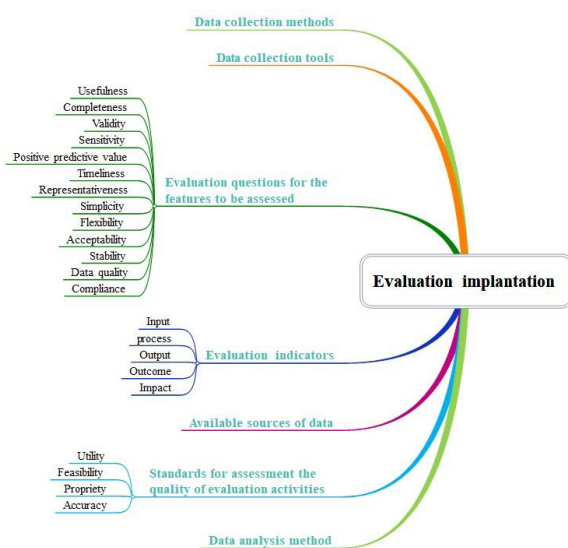 Data collection methods
Data collection tools
Usefulness
Completeness
Validity
Sensitivity
Positive predictive value
Timeliness
Representativeness
Simplicity
Flexibility
Acceptability
Stability
Data quality
Compliance
Evaluation questions for the
features to be assessed
Evaluation implantation
Input
process
Output
Outcome
Impact
Evaluation indicators
Available sources of data
Utility
Feasibility
Propriety
Accuracy
Standards for assessment the
quality of evaluation activities
Data analysis method